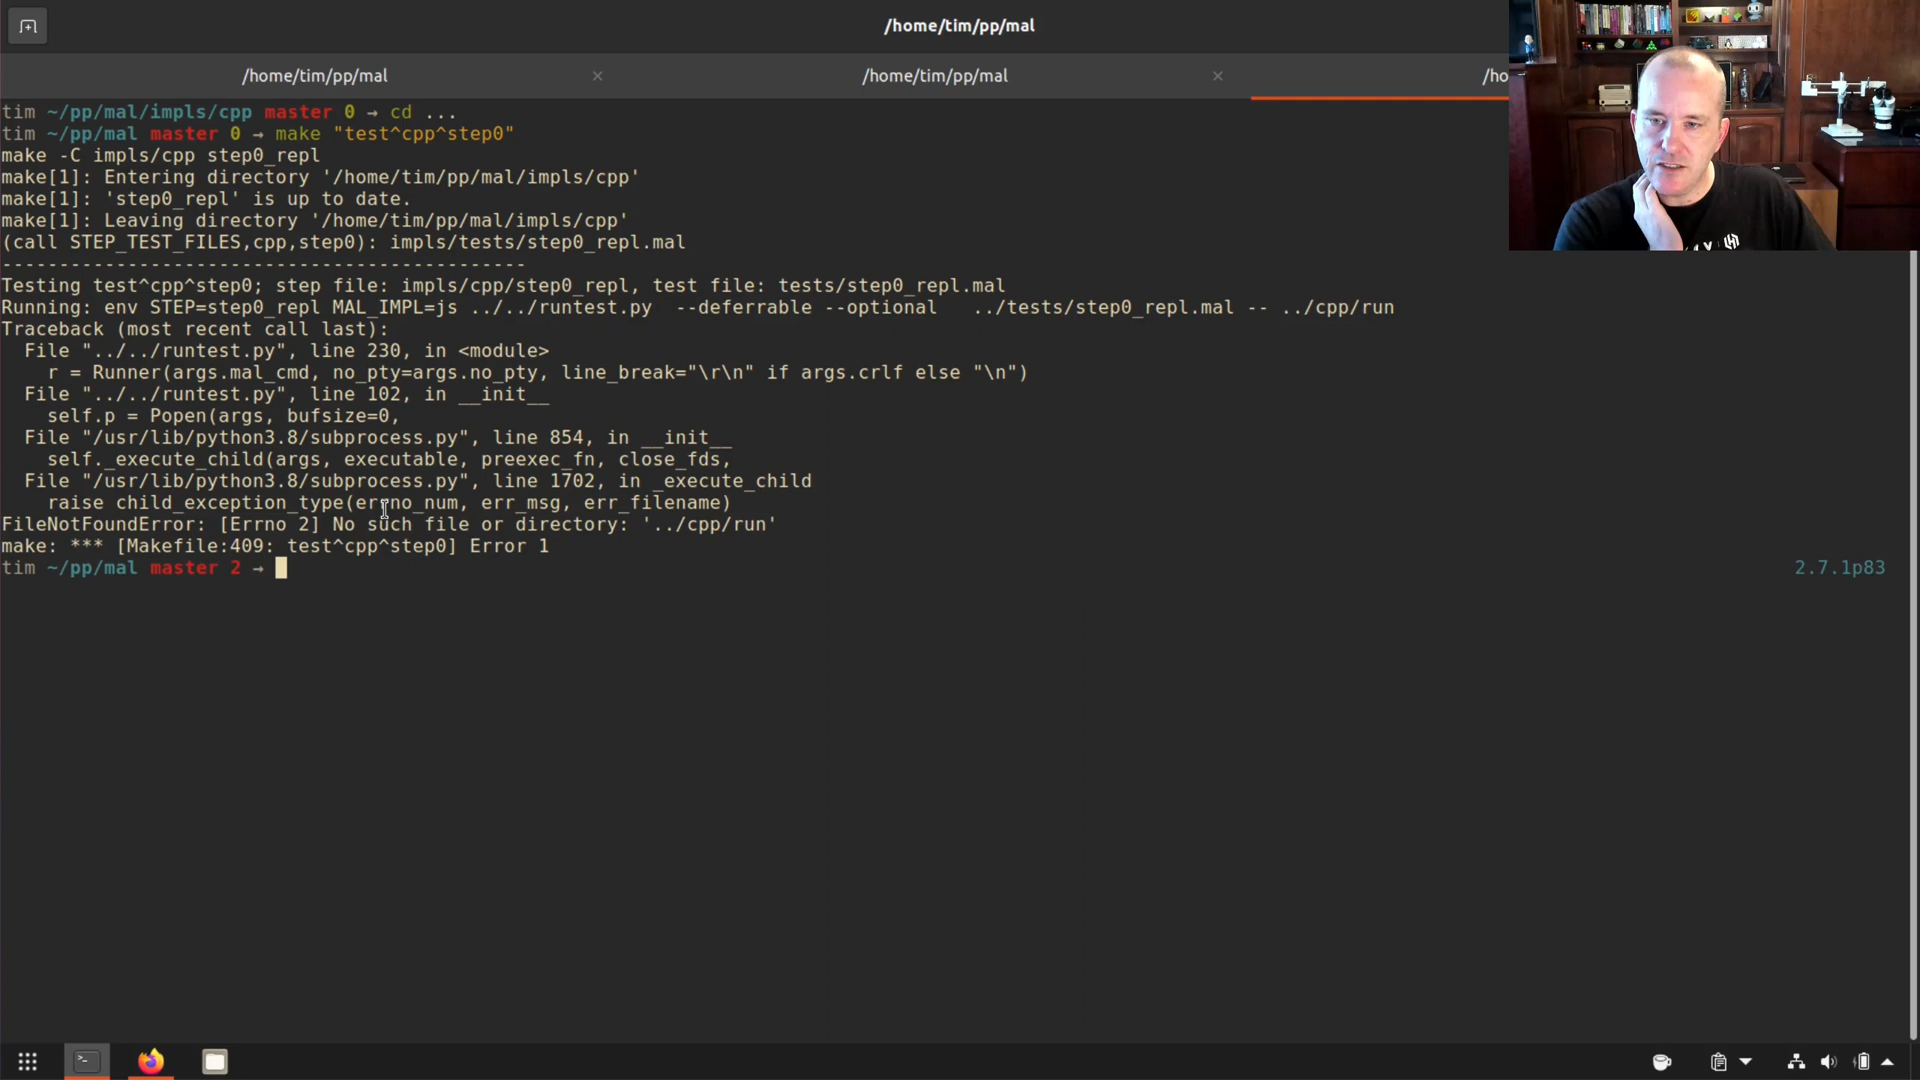 /home/tim/pp/mal
/home/tim/pp/mal
/home/tim/pp/mal
/ho
tim ~/pp/mal/impls/cpp master 0 → cd ...
tim ~/pp/mal master 0 → make "test^cpp^step0"
make -C impls/cpp step0_repl
make[1]: Entering directory '/home/tim/pp/mal/impls/cpp'
make[1]: 'step0_repl' is up to date.
make[1]: Leaving directory '/home/tim/pp/mal/impls/cpp'
(call STEP_TEST_FILES,cpp,step0): impls/tests/step0_repl.mal
----------------------------------------------
Testing test^cpp^step0; step file: impls/cpp/step0_repl, test file: tests/step0_repl.mal
Running: env STEP=step0_repl MAL_IMPL=js ../../runtest.py  --deferrable --optional   ../tests/step0_repl.mal -- ../cpp/run
Traceback (most recent call last):
  File "../../runtest.py", line 230, in <module>
    r = Runner(args.mal_cmd, no_pty=args.no_pty, line_break="\r\n" if args.crlf else "\n")
  File "../../runtest.py", line 102, in __init__
    self.p = Popen(args, bufsize=0,
  File "/usr/lib/python3.8/subprocess.py", line 854, in __init__
    self._execute_child(args, executable, preexec_fn, close_fds,
  File "/usr/lib/python3.8/subprocess.py", line 1702, in _execute_child
    raise child_exception_type(errno_num, err_msg, err_filename)
FileNotFoundError: [Errno 2] No such file or directory: '../cpp/run'
make: *** [Makefile:409: test^cpp^step0] Error 1
tim ~/pp/mal master 2 →
2.7.1p83